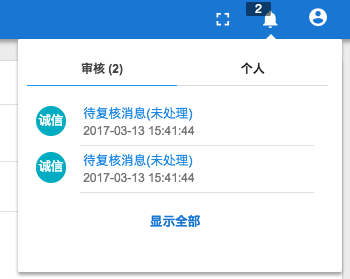 2
审核 (2)
个人
诚信
待复核消息(未处理)
2017-03-13 15:41:44
诚信
待复核消息(未处理)
2017-03-13 15:41:44
显示全部